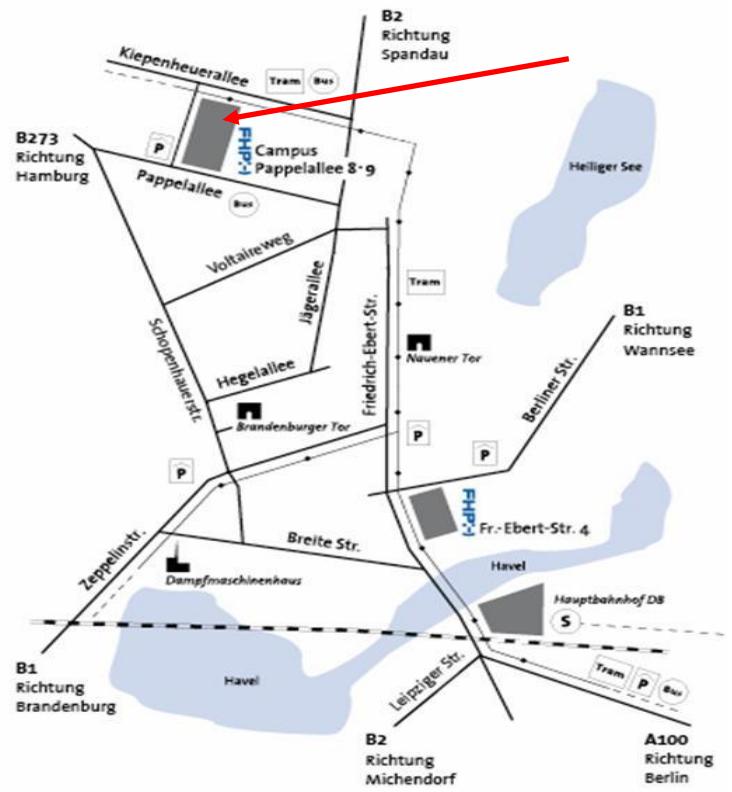 B2
Richtung
Spandau
Kiepenheuerallee
Tram
Bus
B273
Richtung
Hamburg
P
FHP:-)
Campus
Pappelallee 8-9
Pappelallee
Bus
Heiliger See
Voltaireweg
Jägerallee
Tram
Friedrich-Ebert-Str.
B1
Richtung
Wannsee
Schopenhauerstr.
Nauener Tor
Hegelallee
Berliner Str.
Brandenburger Tor
P
P
P
FHP:-)
Fr.-Ebert-Str. 4
Zeppelinstr.
Breite Str.
Havel
Dampfmaschinenhaus
Hauptbahnhof DB
S
B1
Richtung
Brandenburg
Havel
Leipziger Str.
Tram
P
Bus
B2
Richtung
Michendorf
A100
Richtung
Berlin